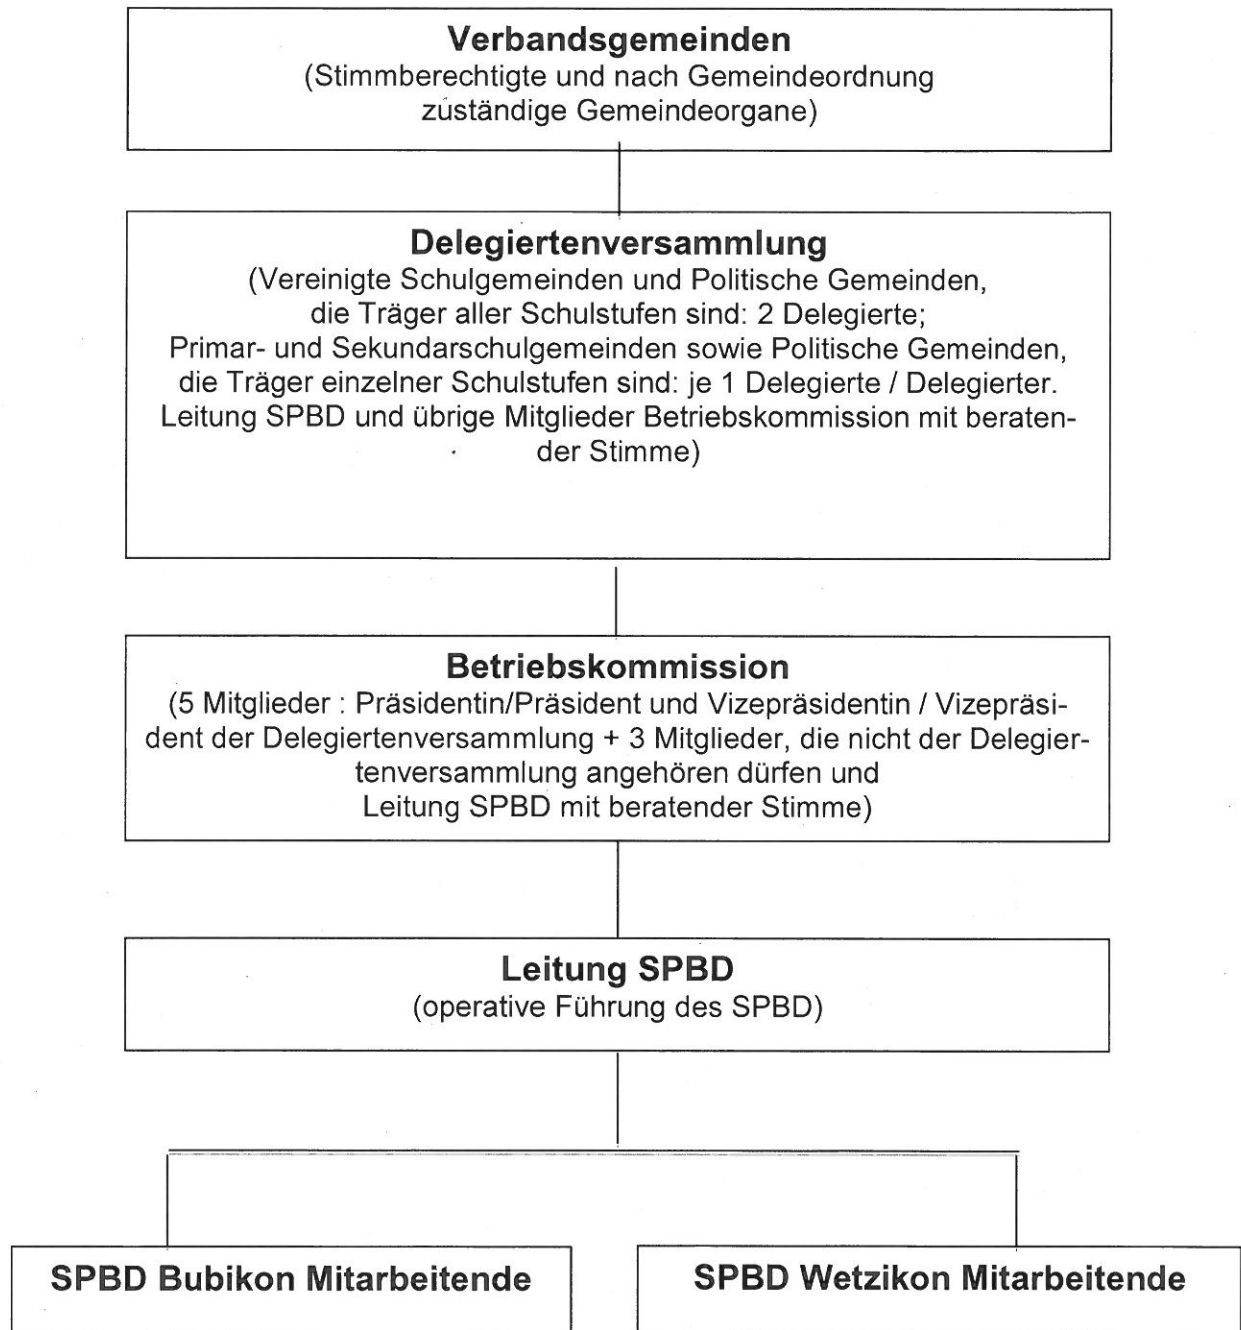 Verbandsgemeinden
(Stimmberechtigte und nach Gemeindeordnung
zuständige Gemeindeorgane)
Delegiertenversammlung
(Vereinigte Schulgemeinden und Politische Gemeinden,
die Träger aller Schulstufen sind: 2 Delegierte;
Primar- und Sekundarschulgemeinden sowie Politische Gemeinden,
die Träger einzelner Schulstufen sind: je 1 Delegierte / Delegierter.
Leitung SPBD und übrige Mitglieder Betriebskommission mit beraten-
der Stimme)
Betriebskommission
(5 Mitglieder : Präsidentin/Präsident und Vizepräsidentin / Vizepräsi-
dent der Delegiertenversammlung + 3 Mitglieder, die nicht der Delegier-
tenversammlung angehören dürfen und
Leitung SPBD mit beratender Stimme)
Leitung SPBD
(operative Führung des SPBD)
SPBD Bubikon Mitarbeitende
SPBD Wetzikon Mitarbeitende